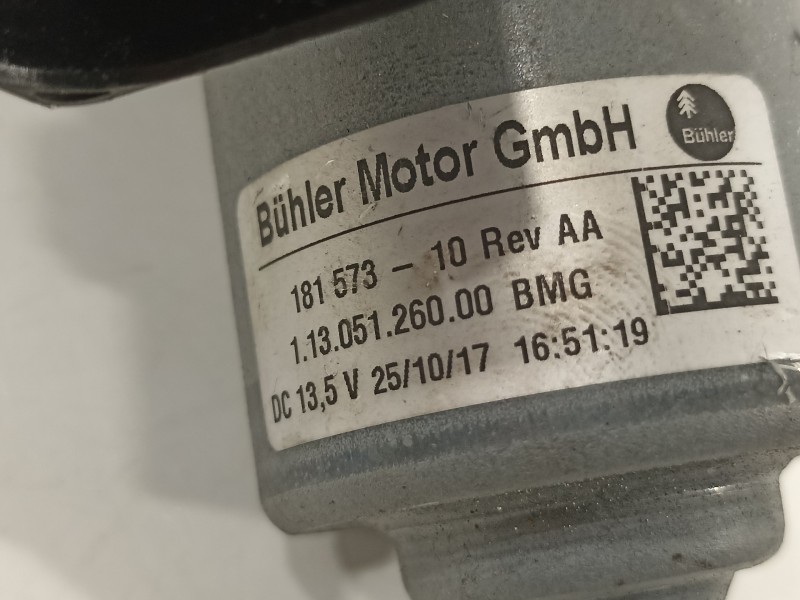 Bühler Motor GmbH
Bühler
181 573 - 10 Rev AA
1.13.051.260.00 BMG
DC 13,5 V 25/10/17 16:51:19